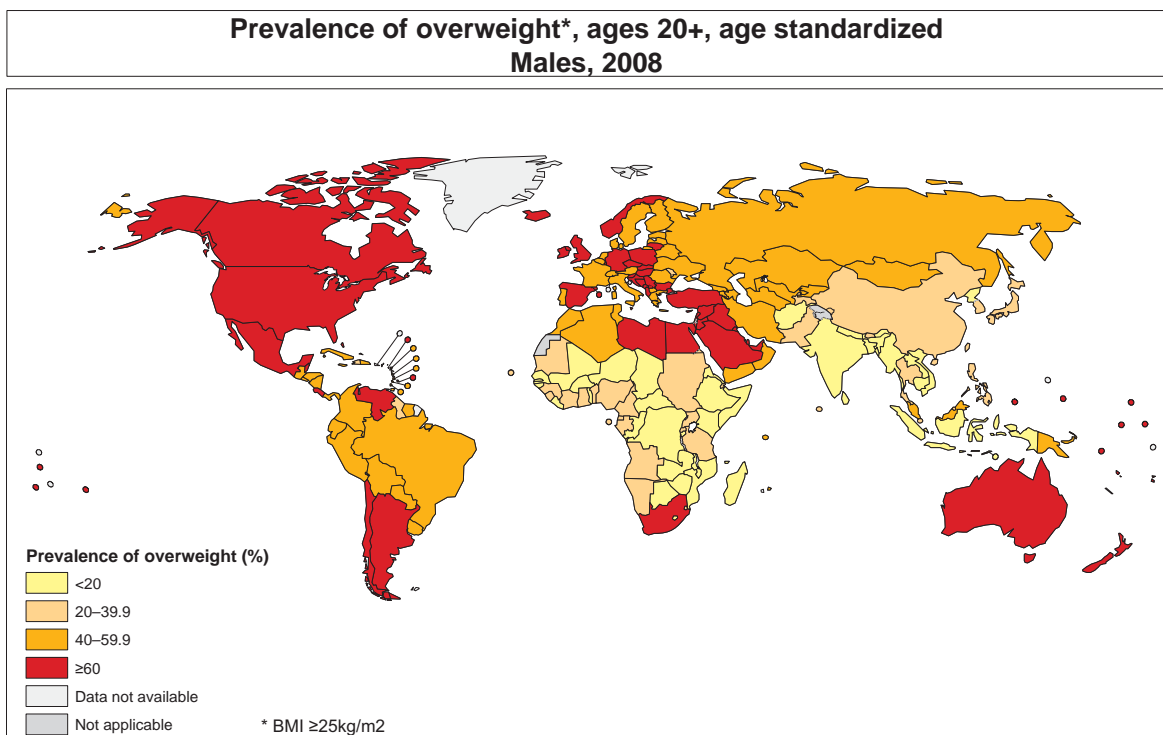 Prevalence of overweight*, ages 20+, age standardized
Males, 2008
Prevalence of overweight (%)
<20
20–39.9
40–59.9
≥60
Data not available
Not applicable
* BMI ≥25kg/m2